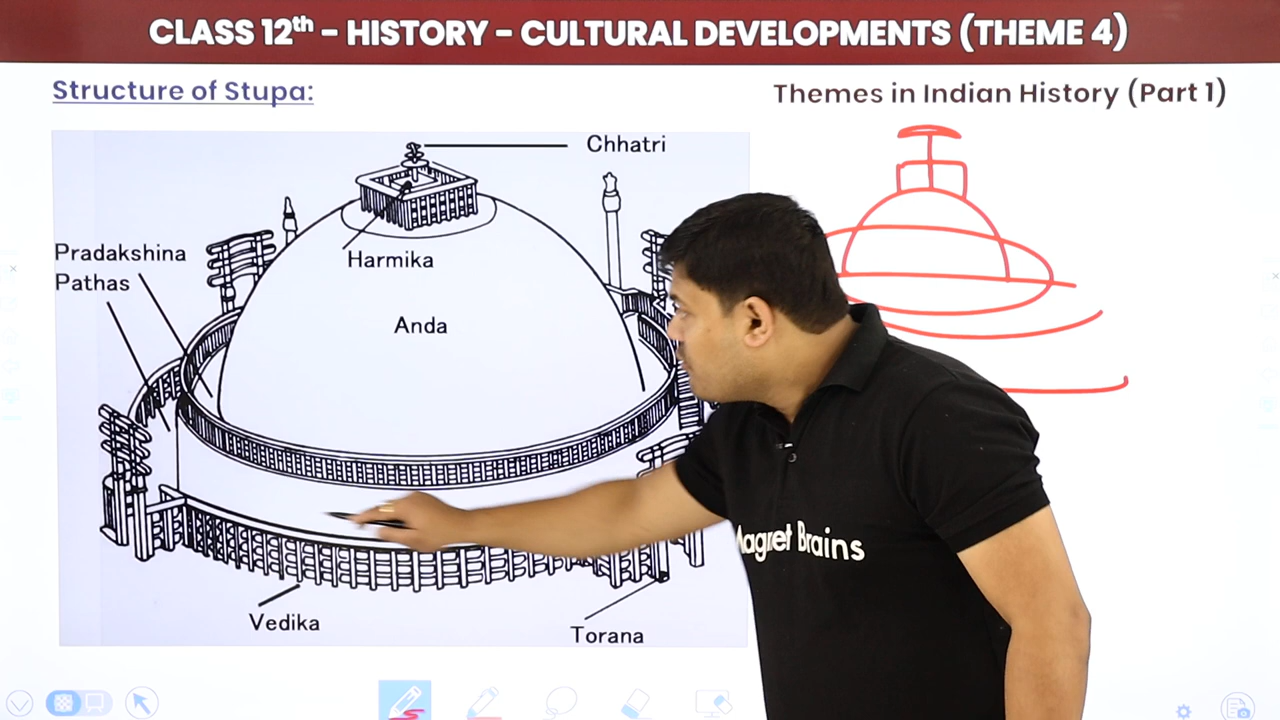 CLASS 12th – HISTORY – CULTURAL DEVELOPMENTS (THEME 4)
Structure of Stupa:
Themes in Indian History (Part 1)
Chhatri
Pradakshina
Pathas
Harmika
Anda
Vedika
Torana
Magnet Brains